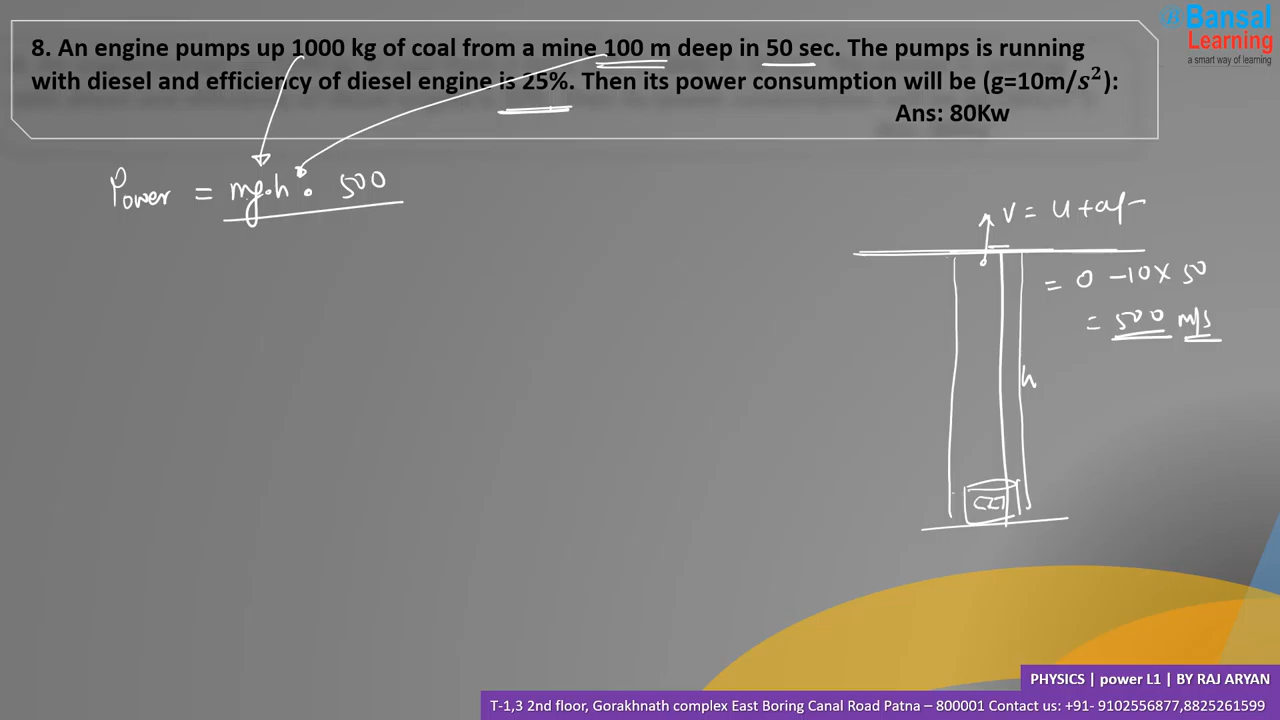 Bansal
Learning
a smart way of learning
8. An engine pumps up 1000 kg of coal from a mine 100 m deep in 50 sec. The pumps is running
with diesel and efficiency of diesel engine is 25%. Then its power consumption will be (g=10m/s²):
Ans: 80Kw
Power = mg.h . 500
V = u + at
= 0 -10 x 50
= 500 m/s
h
PHYSICS | power L1 | BY RAJ ARYAN
T-1,3 2nd floor, Gorakhnath complex East Boring Canal Road Patna – 800001 Contact us: +91- 9102556877,8825261599